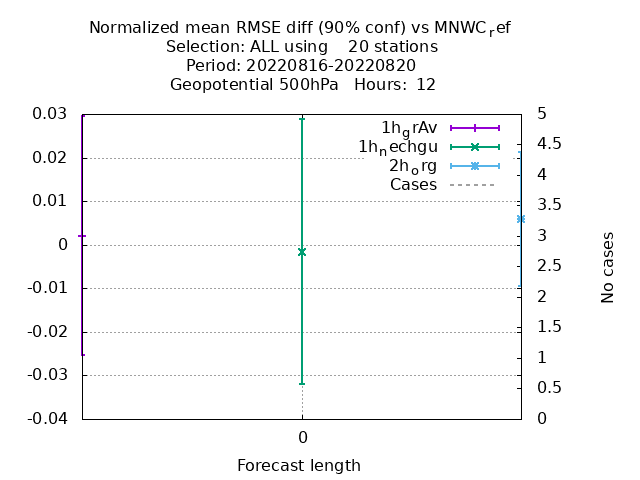 Normalized mean RMSE diff (90% conf) vs MNWC_ref
Selection: ALL using    20 stations
Period: 20220816-20220820
Geopotential 500hPa   Hours:  12
0.03
0.02
0.01
0
-0.01
-0.02
-0.03
-0.04
5
4.5
4
3.5
3
2.5
2
1.5
1
0.5
0
1h_grAv
1h_nechgu
2h_org
Cases
No cases
0
Forecast length